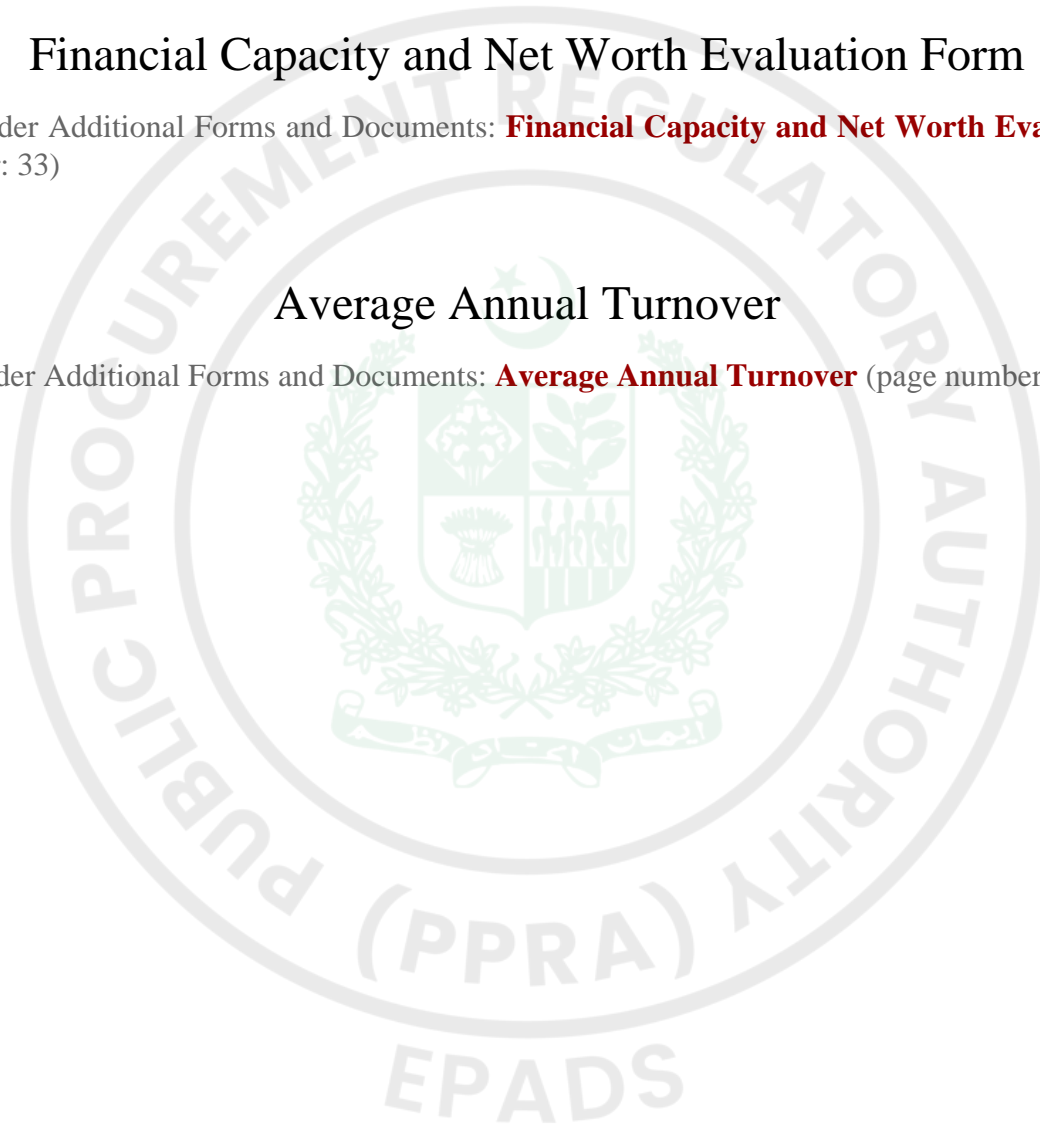 Financial Capacity and Net Worth Evaluation Form
der Additional Forms and Documents: Financial Capacity and Net Worth Eva
: 33)
Average Annual Turnover
der Additional Forms and Documents: Average Annual Turnover (page number
PUBLIC PROCUREMENT REGULATORY AUTHORITY
(PPRA)
EPADS